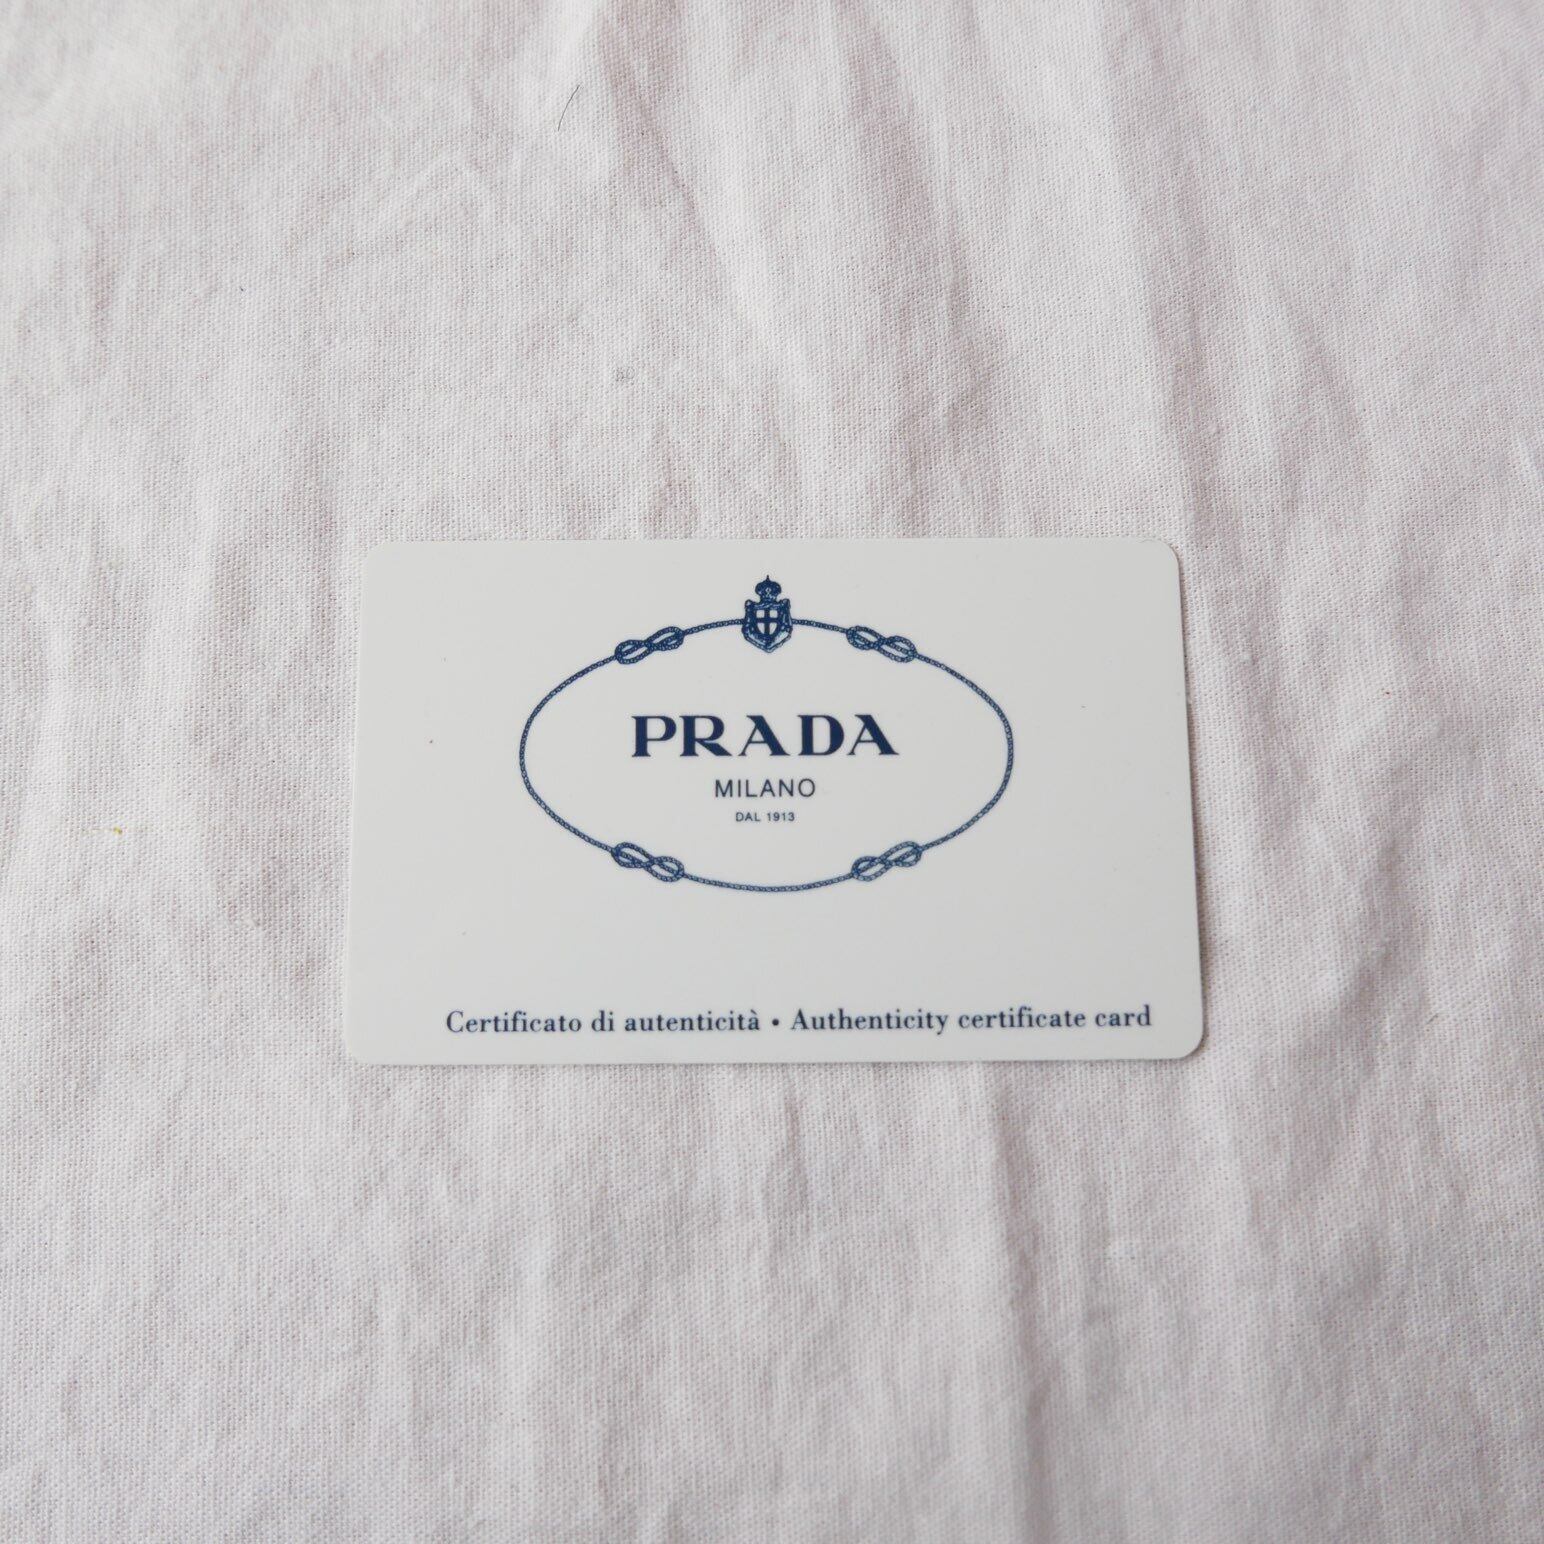 PRADA
MILANO
DAL 1913
Certificato di autenticità • Authenticity certificate card